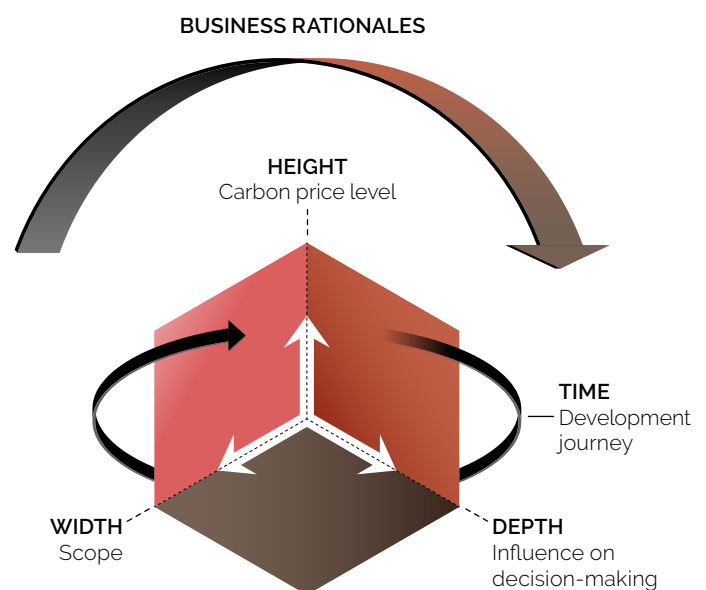 BUSINESS RATIONALES
HEIGHT
Carbon price level
TIME
Development
journey
WIDTH
Scope
DEPTH
Influence on
decision-making